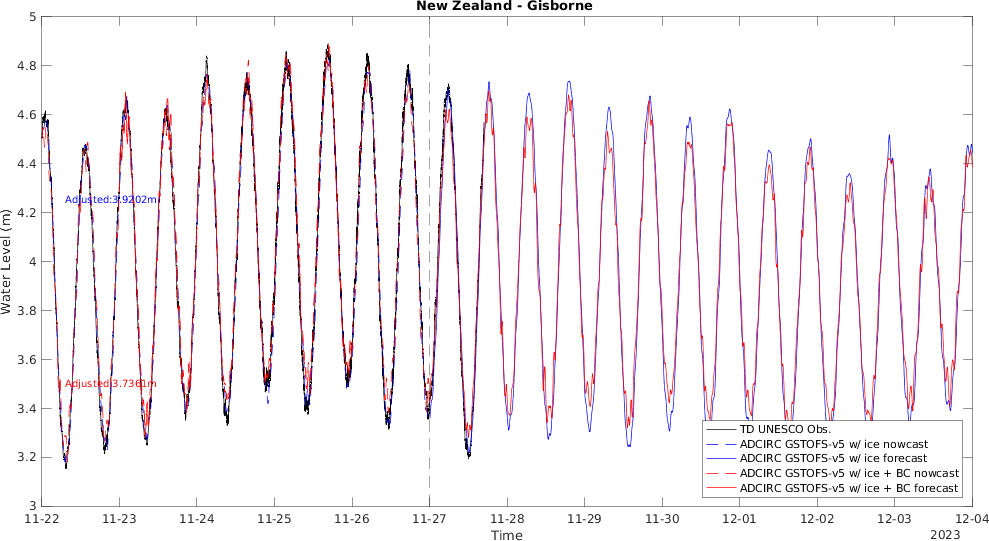 New Zealand - Gisborne
5
4.8
4.6
4.4
4.2
4
3.8
3.6
3.4
3.2
3
Water Level (m)
Adjusted:3.9202m
Adjusted:3.7361m
TD UNESCO Obs.
ADCIRC GSTOFS-v5 w/ ice nowcast
ADCIRC GSTOFS-v5 w/ ice forecast
ADCIRC GSTOFS-v5 w/ ice + BC nowcast
ADCIRC GSTOFS-v5 w/ ice + BC forecast
11-22 11-23 11-24 11-25 11-26 11-27 11-28 11-29 11-30 12-01 12-02 12-03 12-04
Time
2023